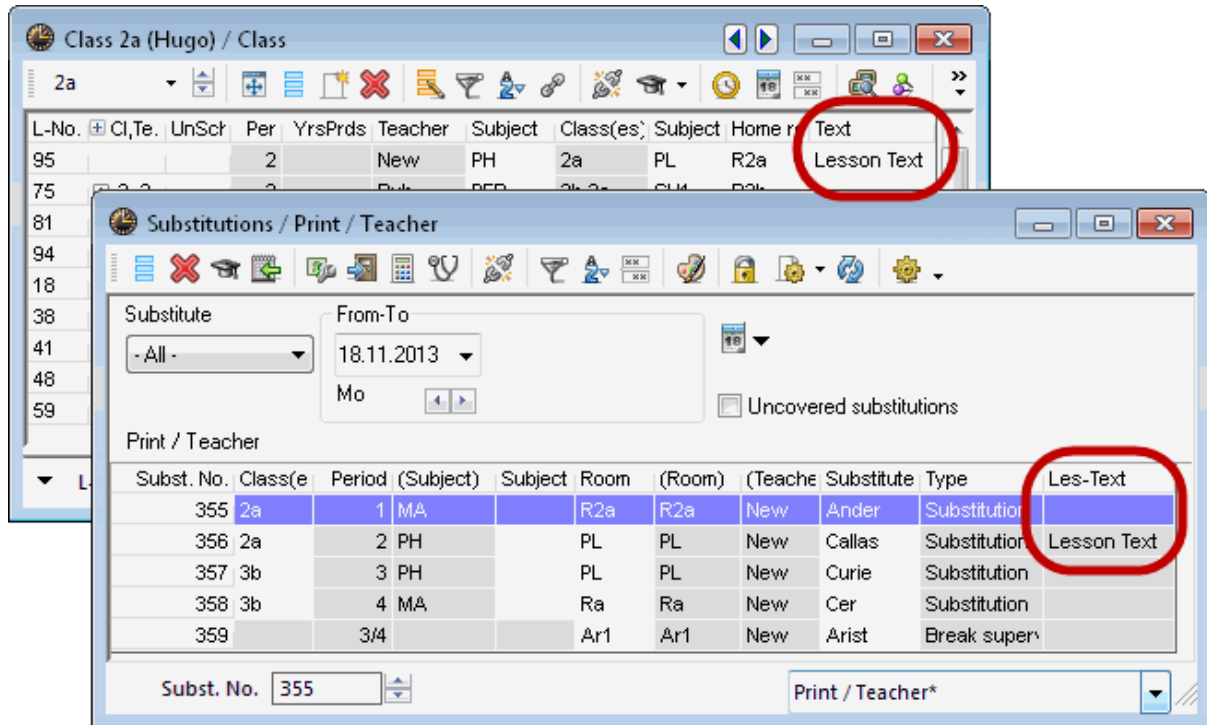 Class 2a (Hugo) / Class
2a
L-No. Cl,Te. UnSch Per YrsPrds Teacher Subject Class(es) Subject Home r Text
95 2 New PH 2a PL R2a Lesson Text
75
81
94
18
38
41
48
59
Substitutions / Print / Teacher
Substitute From-To
- All - 18.11.2013
18
Mo
Uncovered substitutions
Print / Teacher
Subst. No. Class(e Period (Subject) Subject Room (Room) (Teache Substitute Type Les-Text
355 2a 1 MA R2a R2a New Ander Substitution
356 2a 2 PH PL PL New Callas Substitution Lesson Text
357 3b 3 PH PL PL New Curie Substitution
358 3b 4 MA Ra Ra New Cer Substitution
359 3/4 Ar1 Ar1 New Arist Break superv
Subst. No. 355
Print / Teacher*